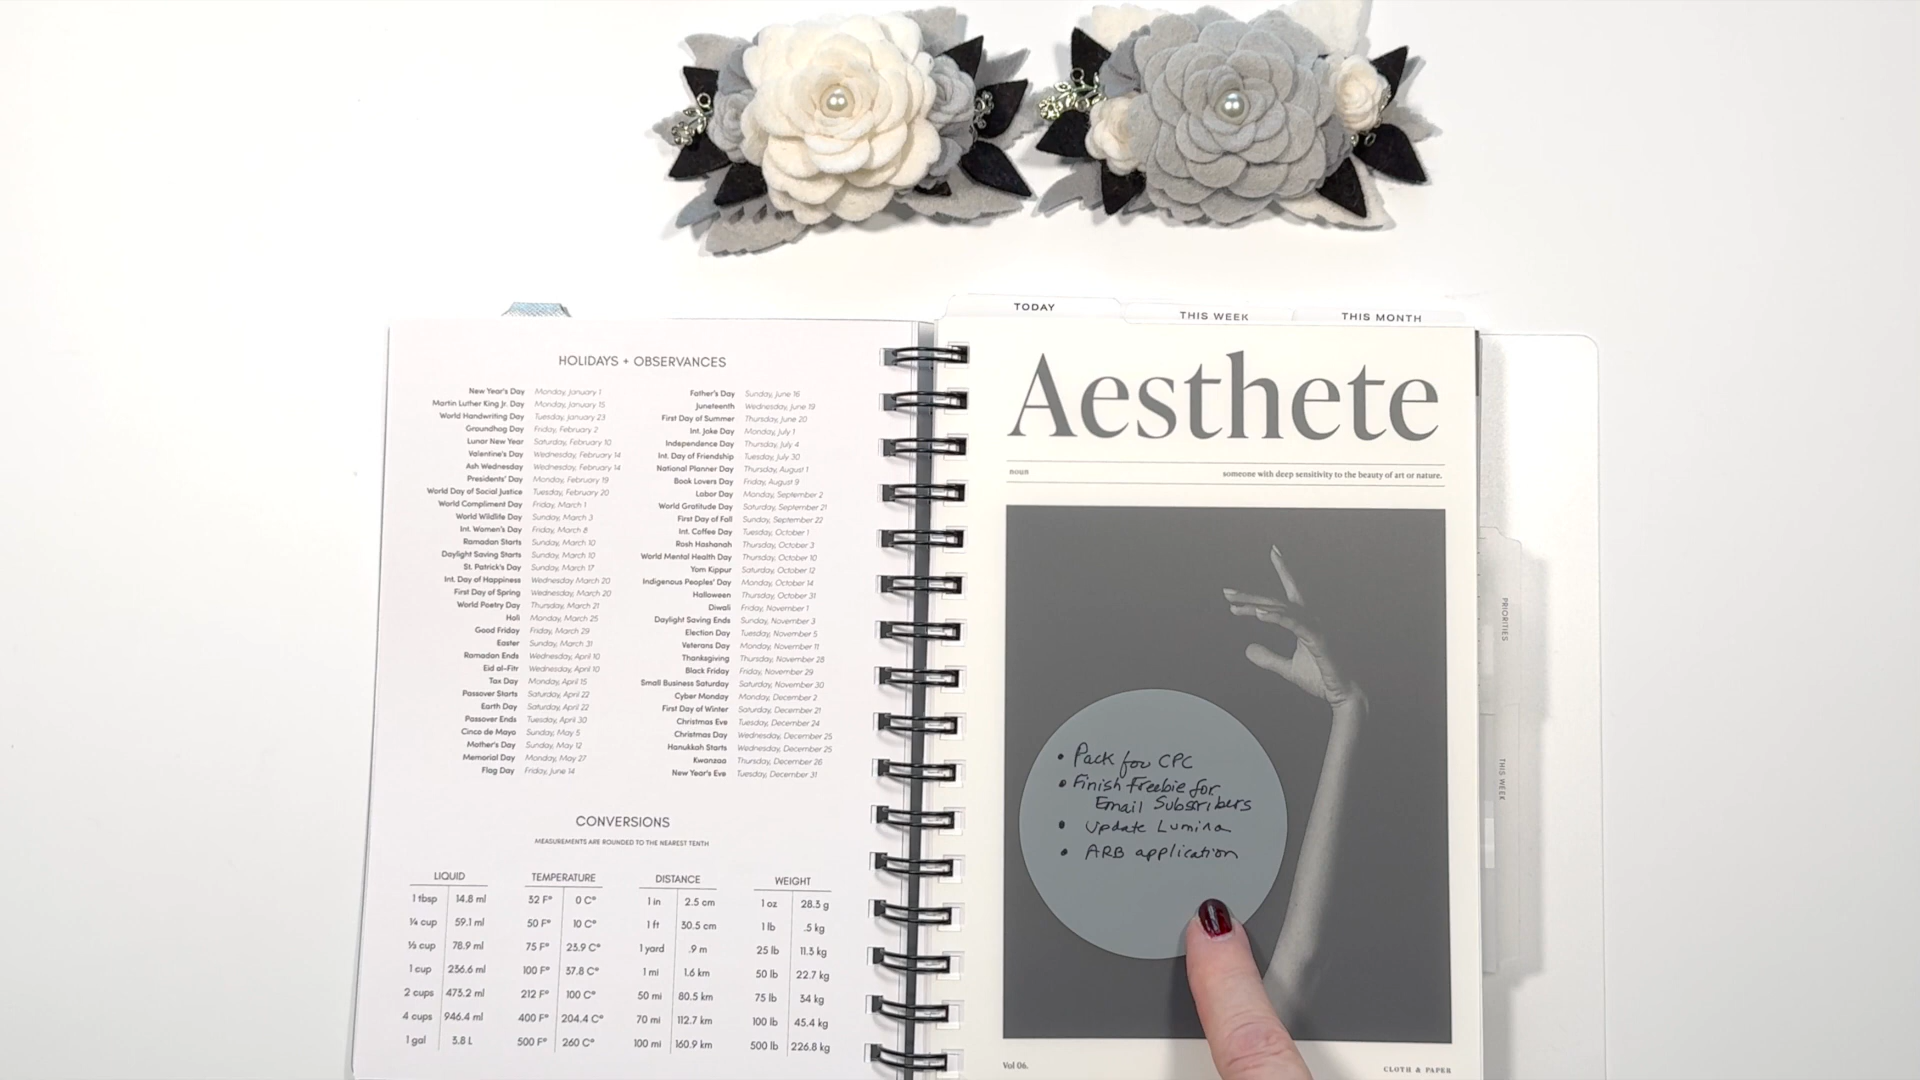 HOLIDAYS + OBSERVANCES
New Year's Day Monday, January 1
Martin Luther King Jr. Day Monday, January 15
World Handwriting Day Tuesday, January 23
Groundhog Day Friday, February 2
Lunar New Year Saturday, February 10
Valentine's Day Wednesday, February 14
Ash Wednesday Wednesday, February 14
Presidents' Day Monday, February 19
World Day of Social Justice Tuesday, February 20
World Compliment Day Friday, March 1
World Wildlife Day Sunday, March 3
Int. Women's Day Friday, March 8
Ramadan Starts Sunday, March 10
Daylight Saving Starts Sunday, March 10
St. Patrick's Day Sunday, March 17
Int. Day of Happiness Wednesday March 20
First Day of Spring Wednesday, March 20
World Poetry Day Thursday, March 21
Holi Monday, March 25
Good Friday Friday, March 29
Easter Sunday, March 31
Ramadan Ends Wednesday, April 10
Eid al-Fitr Wednesday, April 10
Tax Day Monday, April 15
Passover Starts Saturday, April 22
Earth Day Saturday, April 22
Passover Ends Tuesday, April 30
Cinco de Mayo Sunday, May 5
Mother's Day Sunday, May 12
Memorial Day Monday, May 27
Flag Day Friday, June 14
Father's Day Sunday, June 16
Juneteenth Wednesday, June 19
First Day of Summer Thursday, June 20
Int. Joke Day Monday, July 1
Independence Day Thursday, July 4
Int. Day of Friendship Tuesday, July 30
National Planner Day Thursday, August 1
Book Lovers Day Friday, August 9
Labor Day Monday, September 2
World Gratitude Day Saturday, September 21
First Day of Fall Sunday, September 22
Int. Coffee Day Tuesday, October 1
Rosh Hashanah Thursday, October 3
World Mental Health Day Thursday, October 10
Yom Kippur Saturday, October 12
Indigenous Peoples' Day Monday, October 14
Halloween Thursday, October 31
Diwali Friday, November 1
Daylight Saving Ends Sunday, November 3
Election Day Tuesday, November 5
Veterans Day Monday, November 11
Thanksgiving Thursday, November 28
Black Friday Friday, November 29
Small Business Saturday Saturday, November 30
Cyber Monday Monday, December 2
First Day of Winter Saturday, December 21
Christmas Eve Tuesday, December 24
Christmas Day Wednesday, December 25
Hanukkah Starts Wednesday, December 25
Kwanzaa Thursday, December 26
New Year's Eve Tuesday, December 31
CONVERSIONS
MEASUREMENTS ARE ROUNDED TO THE NEAREST TENTH
LIQUID
1 tbsp 14.8 ml
¼ cup 59.1 ml
⅓ cup 78.9 ml
1 cup 236.6 ml
2 cups 473.2 ml
4 cups 946.4 ml
1 gal 3.8 L
TEMPERATURE
32 F° 0 C°
50 F° 10 C°
75 F° 23.9 C°
100 F° 37.8 C°
212 F° 100 C°
400 F° 204.4 C°
500 F° 260 C°
DISTANCE
1 in 2.5 cm
1 ft 30.5 cm
1 yard .9 m
1 mi 1.6 km
50 mi 80.5 km
70 mi 112.7 km
100 mi 160.9 km
WEIGHT
1 oz 28.3 g
1 lb .5 kg
25 lb 11.3 kg
50 lb 22.7 kg
75 lb 34 kg
100 lb 45.4 kg
500 lb 226.8 kg
TODAY
THIS WEEK
THIS MONTH
Aesthete
noun
someone with deep sensitivity to the beauty of art or nature.
• Pack for CPC
• Finish Freebie for
Email Subscribers
• Update Lumina
• ARB application
Vol 06.
CLOTH & PAPER
PRIORITIES
THIS WEEK